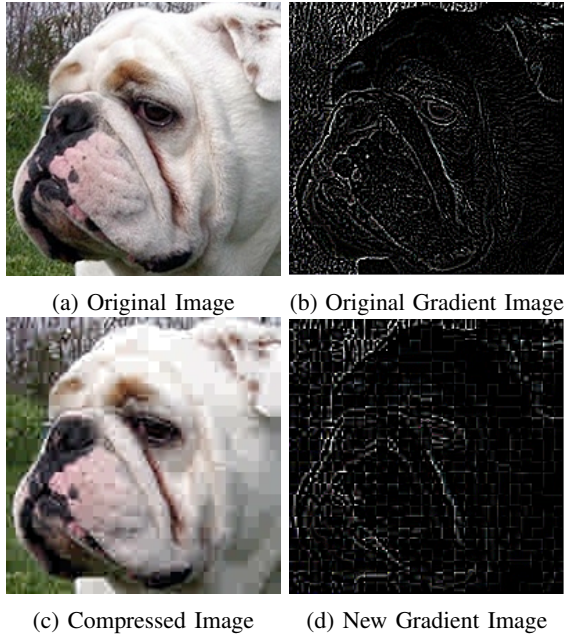 (a) Original Image
(b) Original Gradient Image
(c) Compressed Image
(d) New Gradient Image